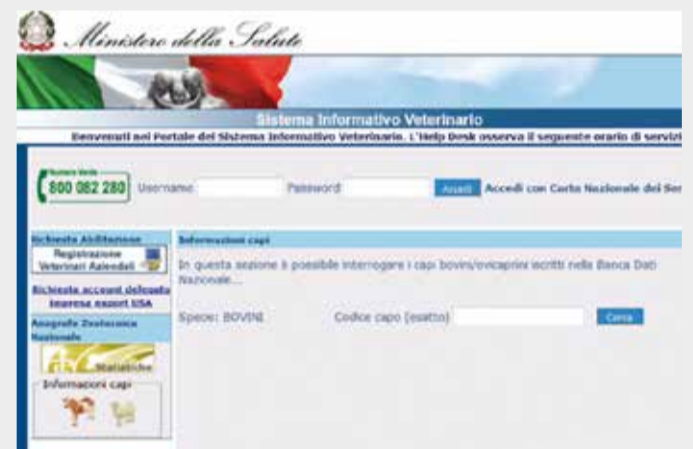 Ministero della Salute
Sistema Informativo Veterinario
Benvenuti nel Portale del Sistema Informativo Veterinario. L'Help Desk osserva il seguente orario di servizi
Numero Verde
800 082 280
Username
Password
Accedi
Accedi con Carta Nazionale dei Ser
Richiesta Abilitazione
Registrazione
Veterinari Aziendali
Richiesta account delegato
impresa export USA
Anagrafe Zootecnica
Nazionale
Statistiche
Informazioni capi
Informazioni capi
In questa sezione è possibile interrogare i capi bovini/ovicaprini iscritti nella Banca Dati
Nazionale...
Specie: BOVINI
Codice capo (esatto)
Cerca